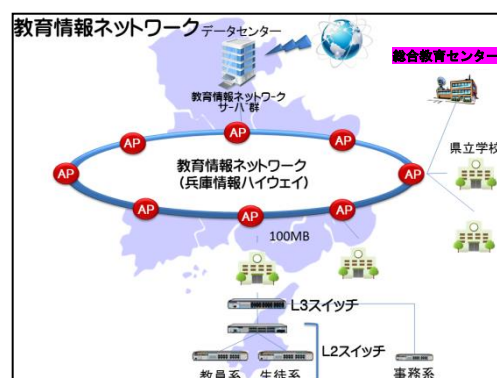 教育情報ネットワーク
データセンター
総合教育センター
教育情報ネットワーク
サーバ群
AP
AP
AP
AP
AP
教育情報ネットワーク
(兵庫情報ハイウェイ)
県立学校
AP
AP
AP
100MB
L3スイッチ
L2スイッチ
教員系
生徒系
事務系